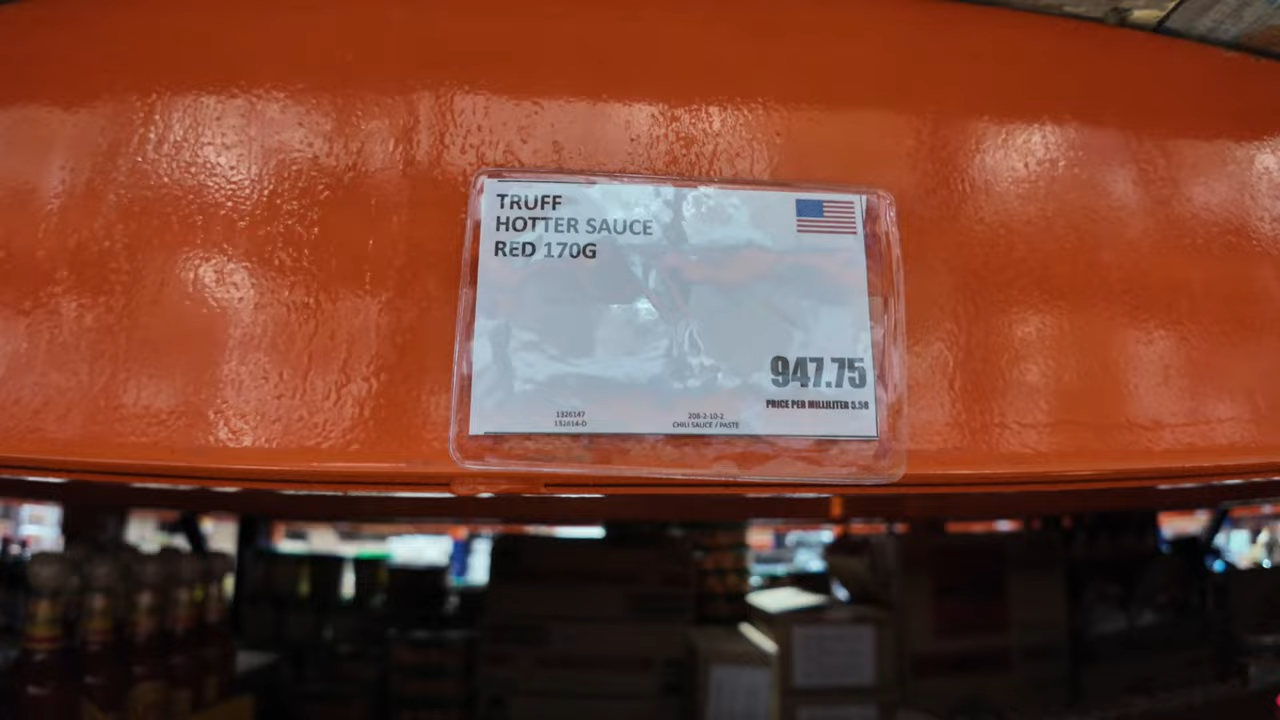 TRUFF
HOTTER SAUCE
RED 170G
947.75
PRICE PER MILLILITER 5.58
1326147
132614-D
208-2-10-2
CHILI SAUCE / PASTE